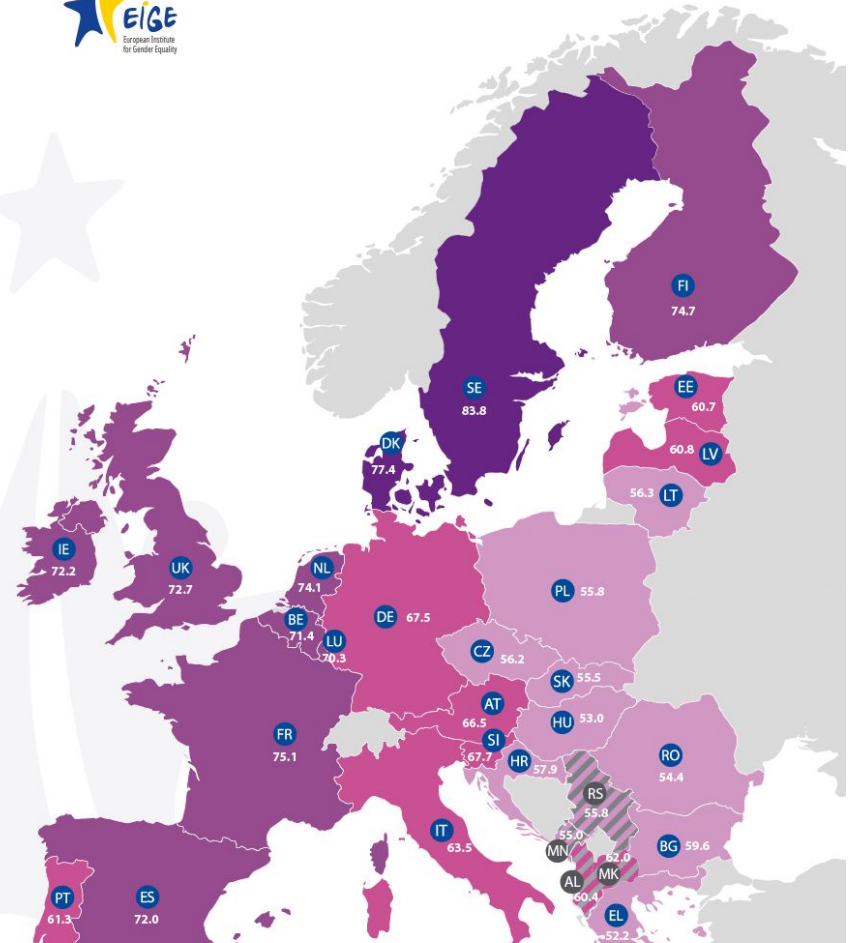 EIGE
European Institute
for Gender Equality
FI
74.7
SE
83.8
EE
60.7
DK
77.4
60.8 LV
56.3 LT
IE
72.2
UK
72.7
NL
74.1
PL 55.8
BE
71.4
DE 67.5
LU
70.3
CZ
56.2
SK 55.5
AT
66.5
HU 53.0
FR
75.1
SI
67.7
HR
57.9
RO
54.4
RS
55.8
IT
63.5
55.0
MN
BG 59.6
62.0
MK
AL
60.4
PT
61.3
ES
72.0
EL
52.2